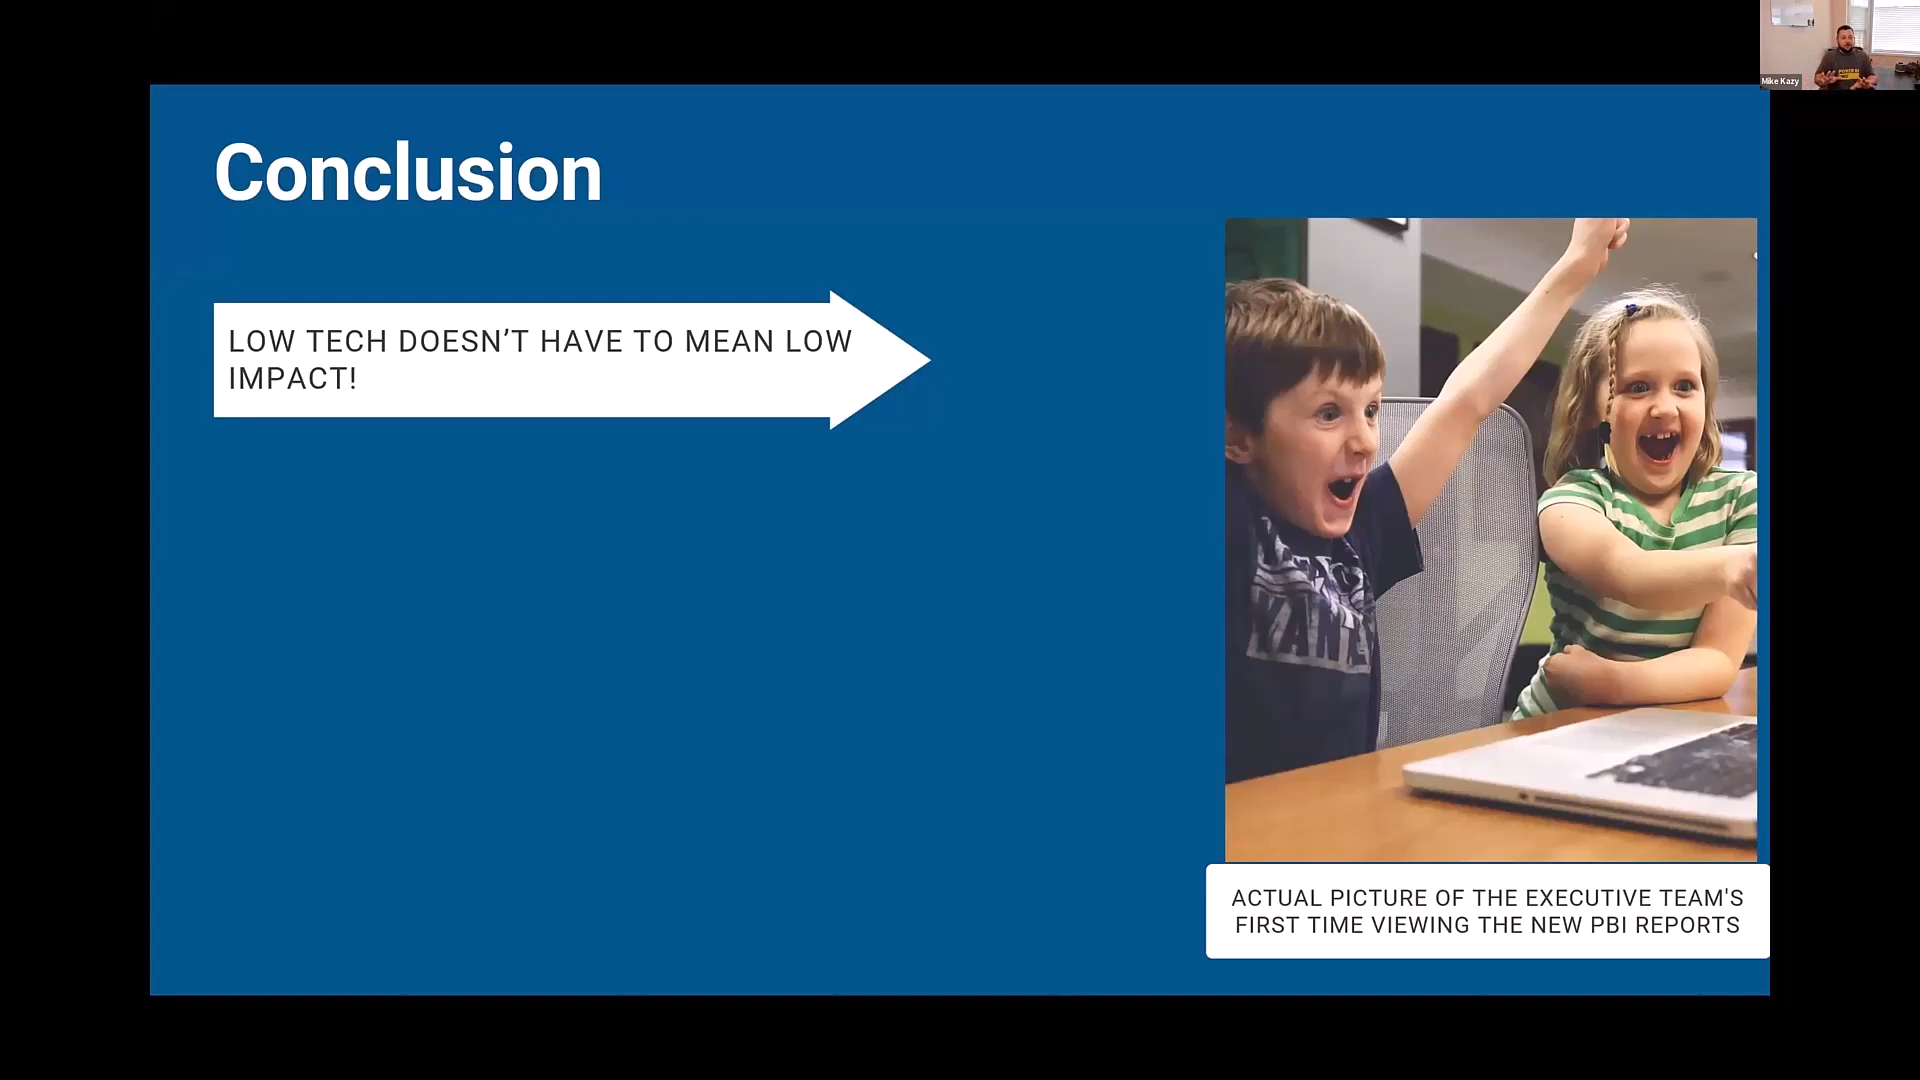 Mike Kazy
Conclusion
LOW TECH DOESN’T HAVE TO MEAN LOW
IMPACT!
ACTUAL PICTURE OF THE EXECUTIVE TEAM'S
FIRST TIME VIEWING THE NEW PBI REPORTS